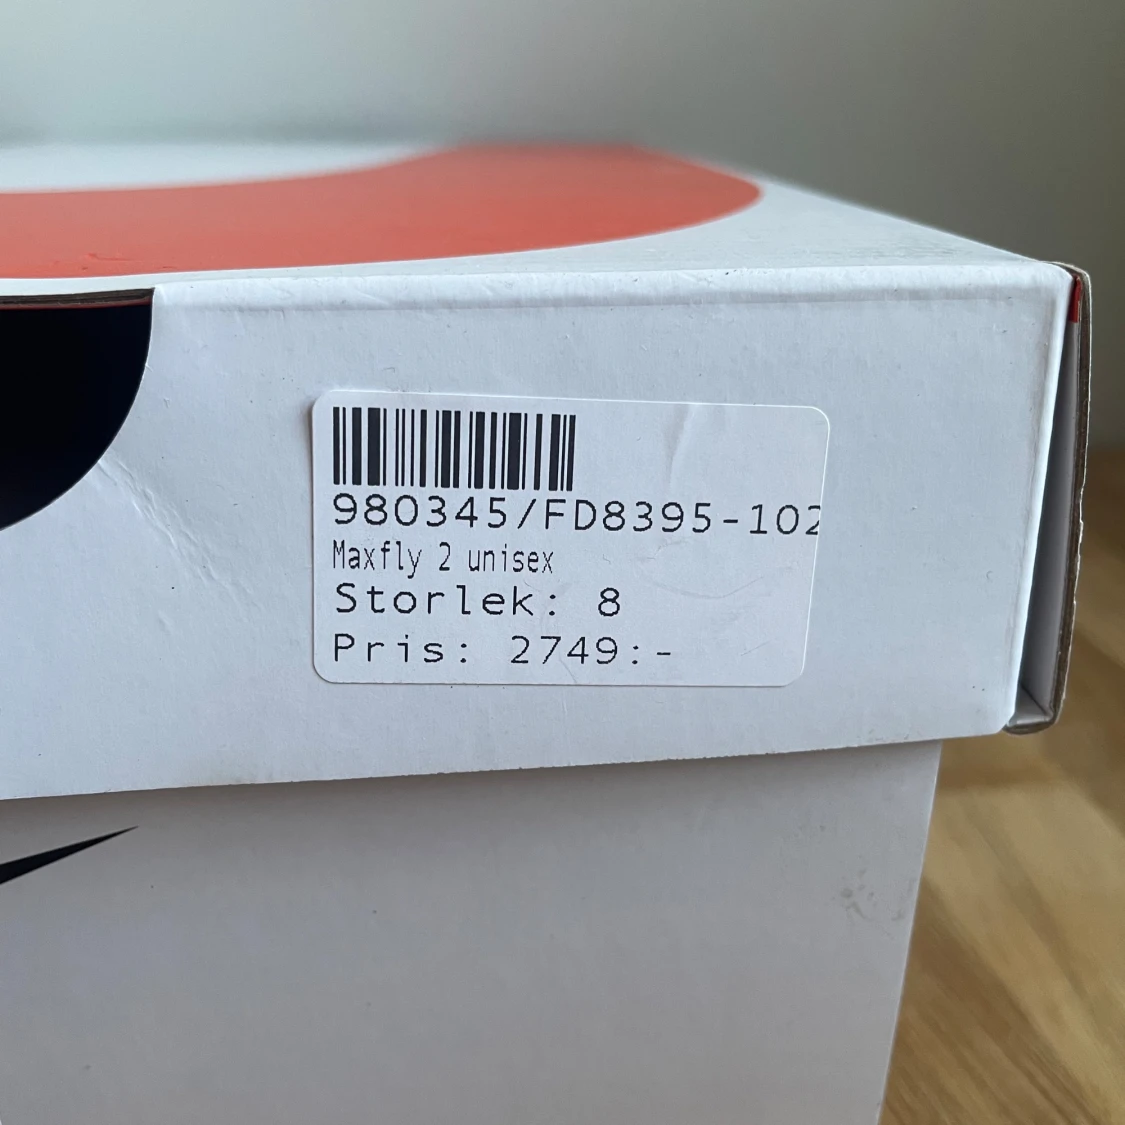 980345/FD8395-102
Maxfly 2 unisex
Storlek: 8
Pris: 2749:-